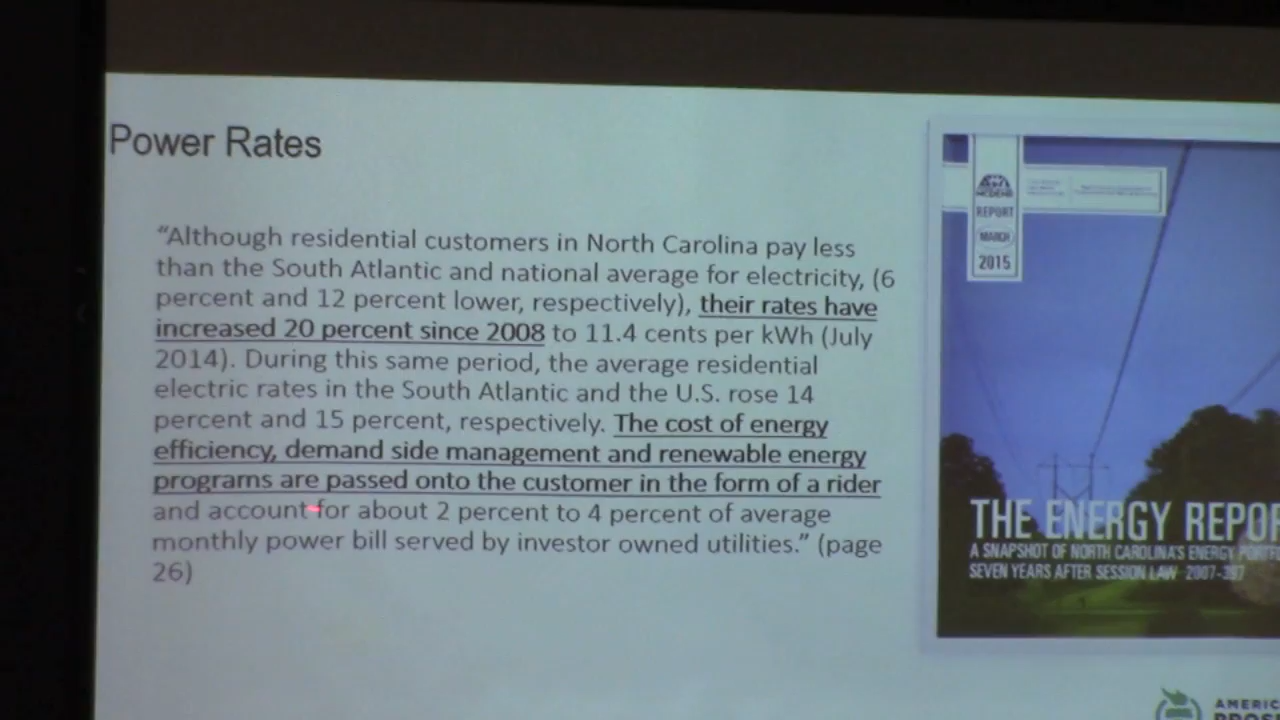 Power Rates
“Although residential customers in North Carolina pay less
than the South Atlantic and national average for electricity, (6
percent and 12 percent lower, respectively), their rates have
increased 20 percent since 2008 to 11.4 cents per kWh (July
2014). During this same period, the average residential
electric rates in the South Atlantic and the U.S. rose 14
percent and 15 percent, respectively. The cost of energy
efficiency, demand side management and renewable energy
programs are passed onto the customer in the form of a rider
and account for about 2 percent to 4 percent of average
monthly power bill served by investor owned utilities.” (page
26)
NCDENR
REPORT
MARCH
2015
THE ENERGY REPOR
A SNAPSHOT OF NORTH CAROLINA'S ENERGY
SEVEN YEARS AFTER SESSION LAW 2007-397
AMERIC
PROS